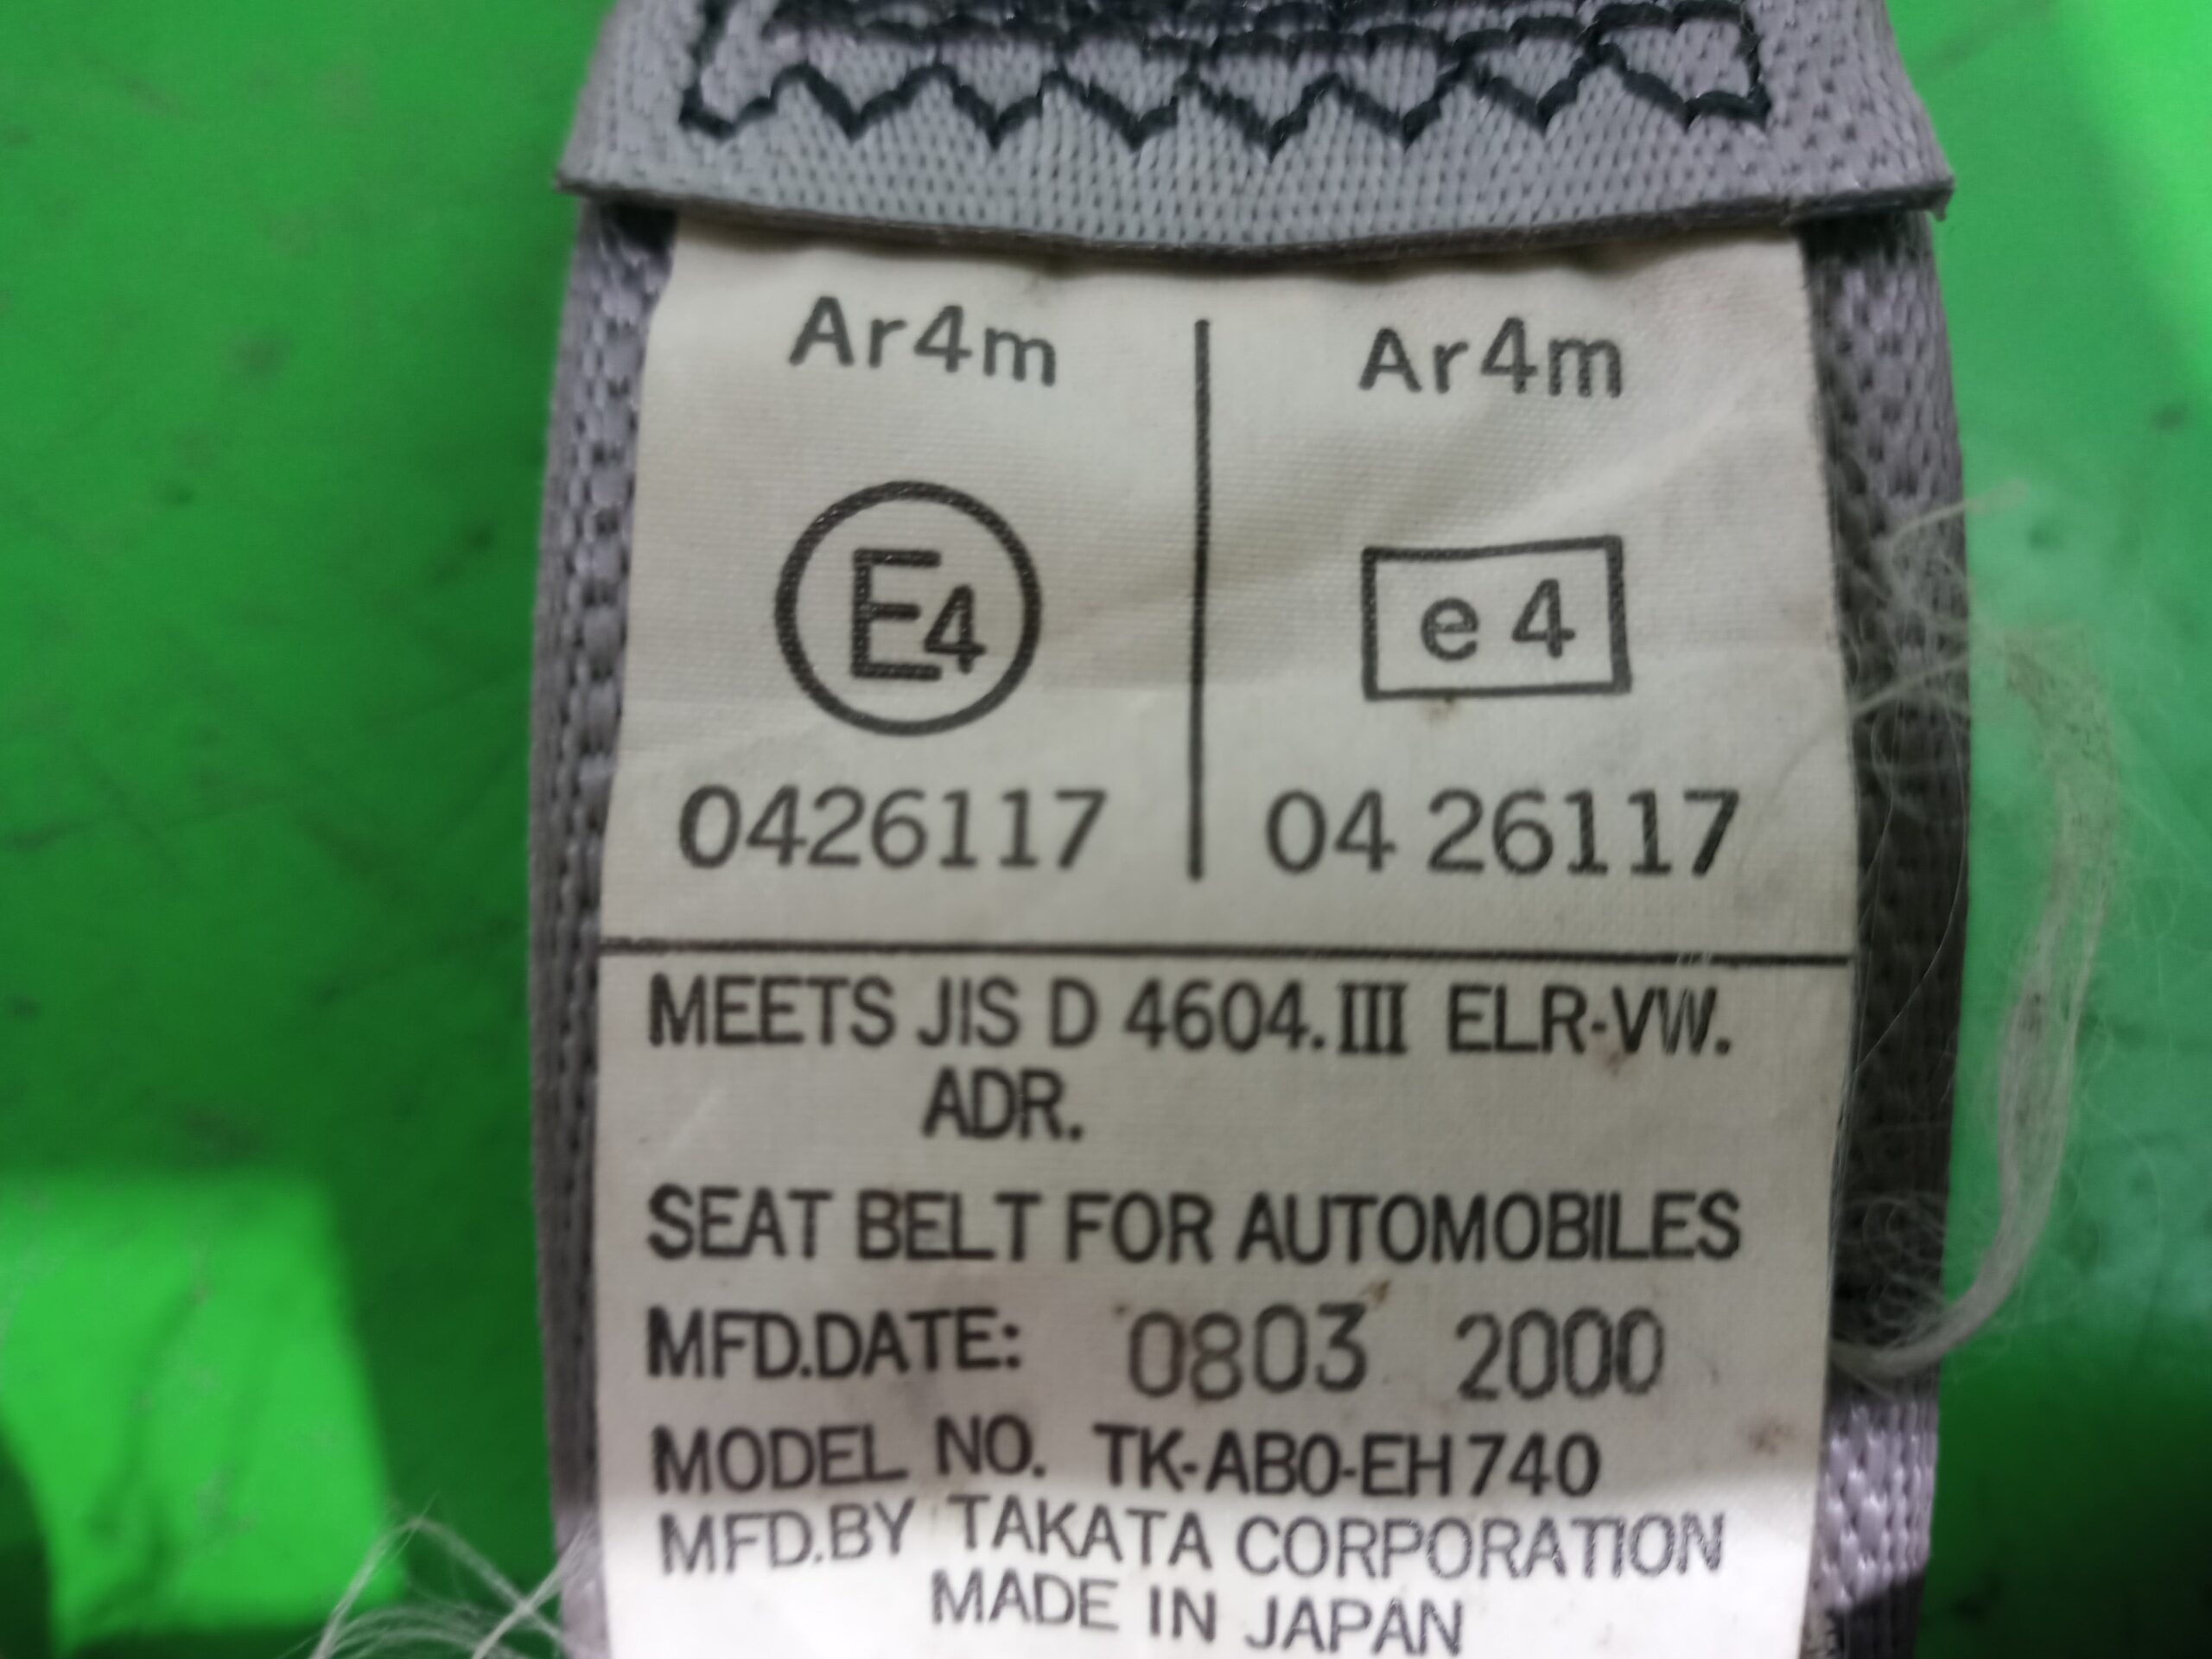 Ar4m
E4
0426117
Ar4m
e4
04 26117
MEETS JIS D 4604.III ELR-VW.
ADR.
SEAT BELT FOR AUTOMOBILES
MFD.DATE: 0803 2000
MODEL NO. TK-AB0-EH740
MFD.BY TAKATA CORPORATION
MADE IN JAPAN